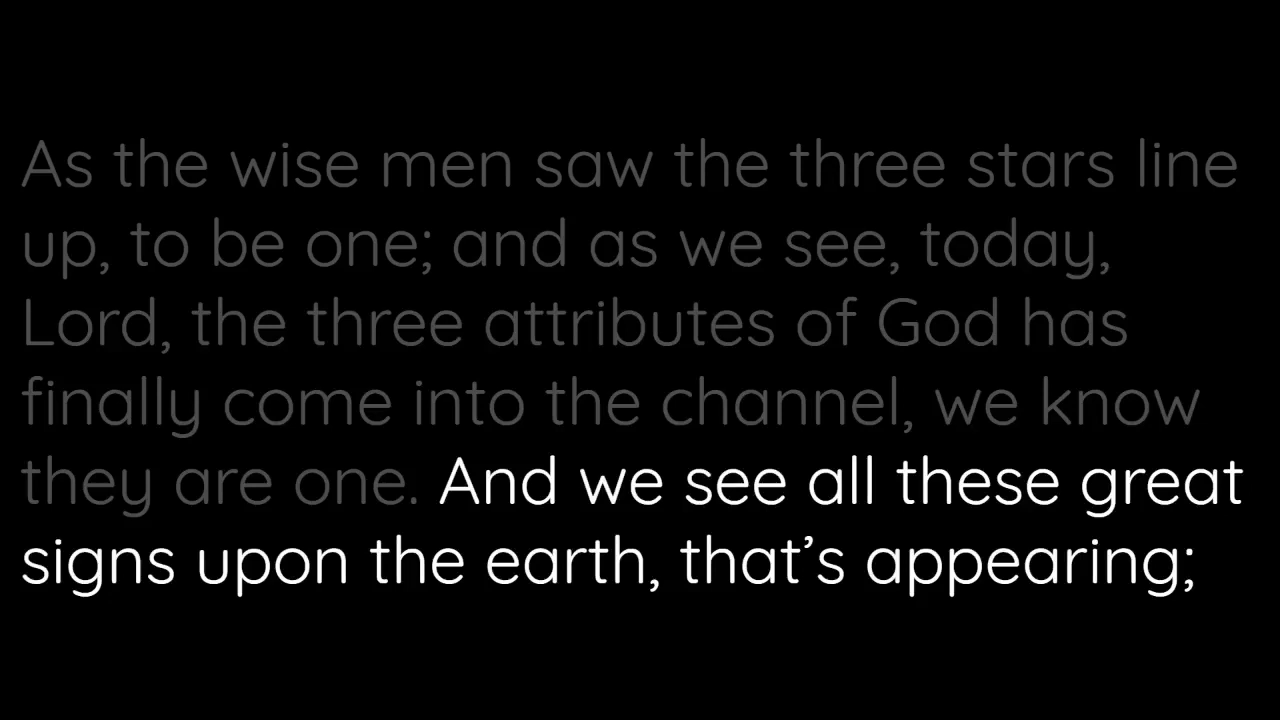 As the wise men saw the three stars line
up, to be one; and as we see, today,
Lord, the three attributes of God has
finally come into the channel, we know
they are one. And we see all these great
signs upon the earth, that’s appearing;